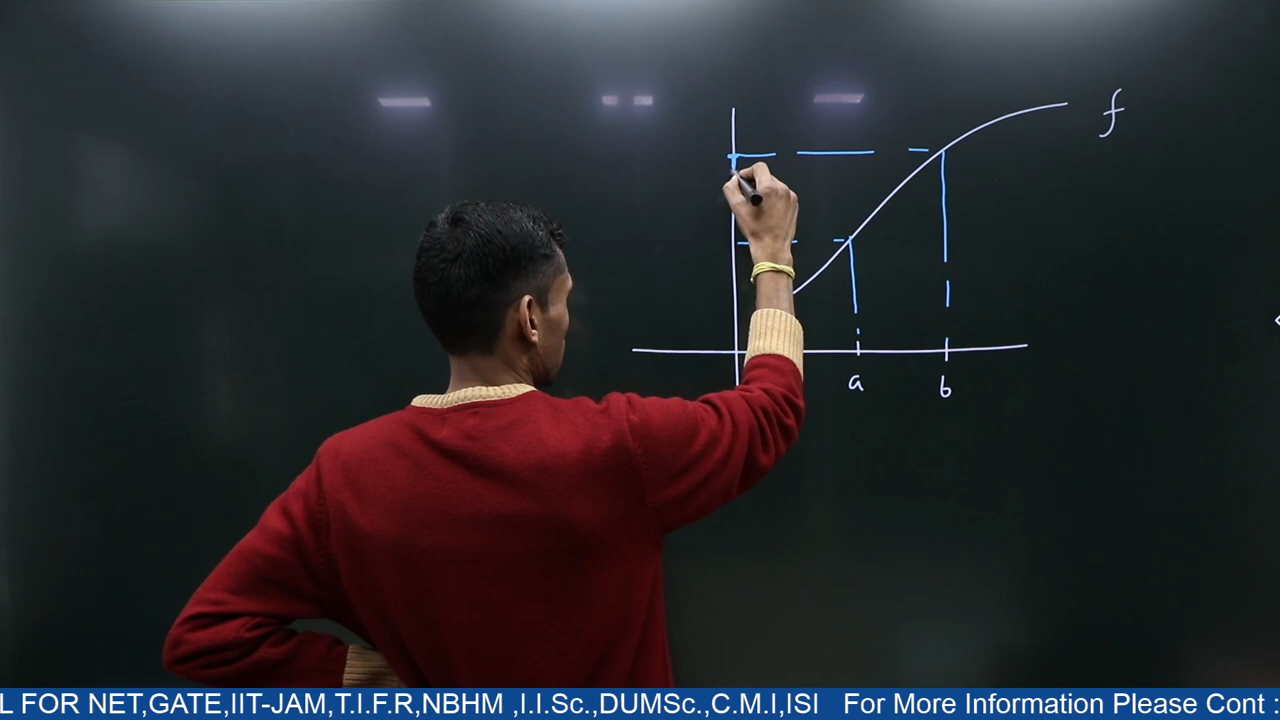 f
a
b
L FOR NET,GATE,IIT-JAM,T.I.F.R,NBHM ,I.I.Sc.,DUMSc.,C.M.I,ISI For More Information Please Cont :